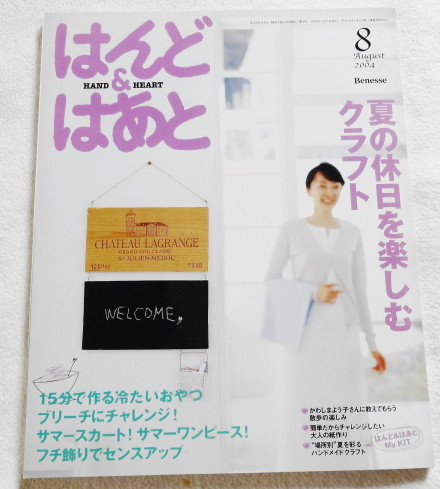 はんど
&
HAND HEART
はあと
8
August
2004
Benesse
夏の休日を楽しむ
クラフト
CHATEAU LAGRANGE
GRAND CRU CLASSÉ
ST JULIEN-MEDOC
WELCOME,
15分で作る冷たいおやつ
ブリーチにチャレンジ!
サマースカート! サマーワンピース!
フチ飾りでセンスアップ
かわしまよう子さんに教えてもらう
散歩の楽しみ
簡単だからチャレンジしたい
大人の紙作り
"場所別"夏を彩る
ハンドメイドクラフト
はんど&はあと
My KIT